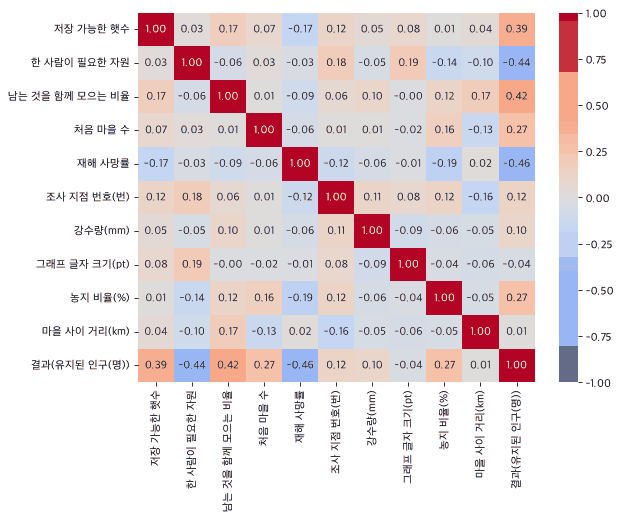 저장 가능한 햇수 1.00 0.03 0.17 0.07 -0.17 0.12 0.05 0.08 0.01 0.04 0.39
한 사람이 필요한 자원 0.03 1.00 -0.06 0.03 -0.03 0.18 -0.05 0.19 -0.14 -0.10 -0.44
남는 것을 함께 모으는 비율 0.17 -0.06 1.00 0.01 -0.09 0.06 0.10 -0.00 0.12 0.17 0.42
처음 마을 수 0.07 0.03 0.01 1.00 -0.06 0.01 0.01 -0.02 0.16 -0.13 0.27
재해 사망률 -0.17 -0.03 -0.09 -0.06 1.00 -0.12 -0.06 -0.01 -0.19 0.02 -0.46
조사 지점 번호(번) 0.12 0.18 0.06 0.01 -0.12 1.00 0.11 0.08 0.12 -0.16 0.12
강수량(mm) 0.05 -0.05 0.10 0.01 -0.06 0.11 1.00 -0.09 -0.06 -0.05 0.10
그래프 글자 크기(pt) 0.08 0.19 -0.00 -0.02 -0.01 0.08 -0.09 1.00 -0.04 -0.06 -0.04
농지 비율(%) 0.01 -0.14 0.12 0.16 -0.19 0.12 -0.06 -0.04 1.00 -0.05 0.27
마을 사이 거리(km) 0.04 -0.10 0.17 -0.13 0.02 -0.16 -0.05 -0.06 -0.05 1.00 0.01
결과(유지된 인구(명)) 0.39 -0.44 0.42 0.27 -0.46 0.12 0.10 -0.04 0.27 0.01 1.00
저장 가능한 햇수
한 사람이 필요한 자원
남는 것을 함께 모으는 비율
처음 마을 수
재해 사망률
조사 지점 번호(번)
강수량(mm)
그래프 글자 크기(pt)
농지 비율(%)
마을 사이 거리(km)
결과(유지된 인구(명))
1.00
0.75
0.50
0.25
0.00
-0.25
-0.50
-0.75
-1.00